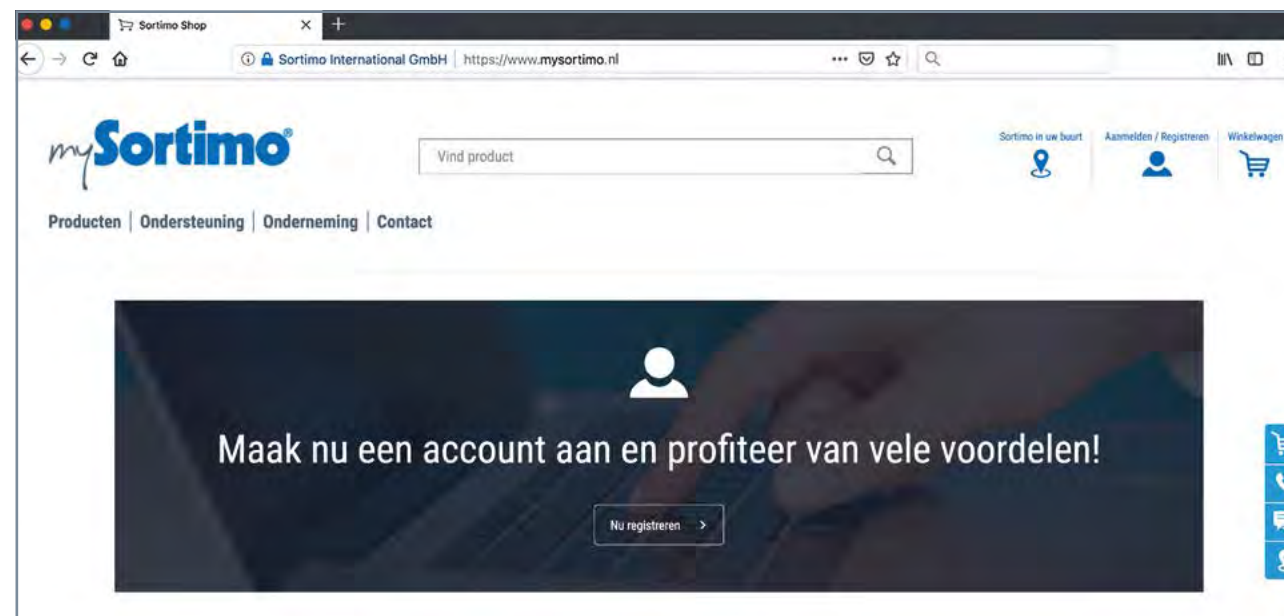 Sortimo Shop
Sortimo International GmbH https://www.mysortimo.nl
mySortimo®
Vind product
Sortimo in uw buurt
Aanmelden / Registreren
Winkelwagen
Producten | Ondersteuning | Onderneming | Contact
Maak nu een account aan en profiteer van vele voordelen!
Nu registreren